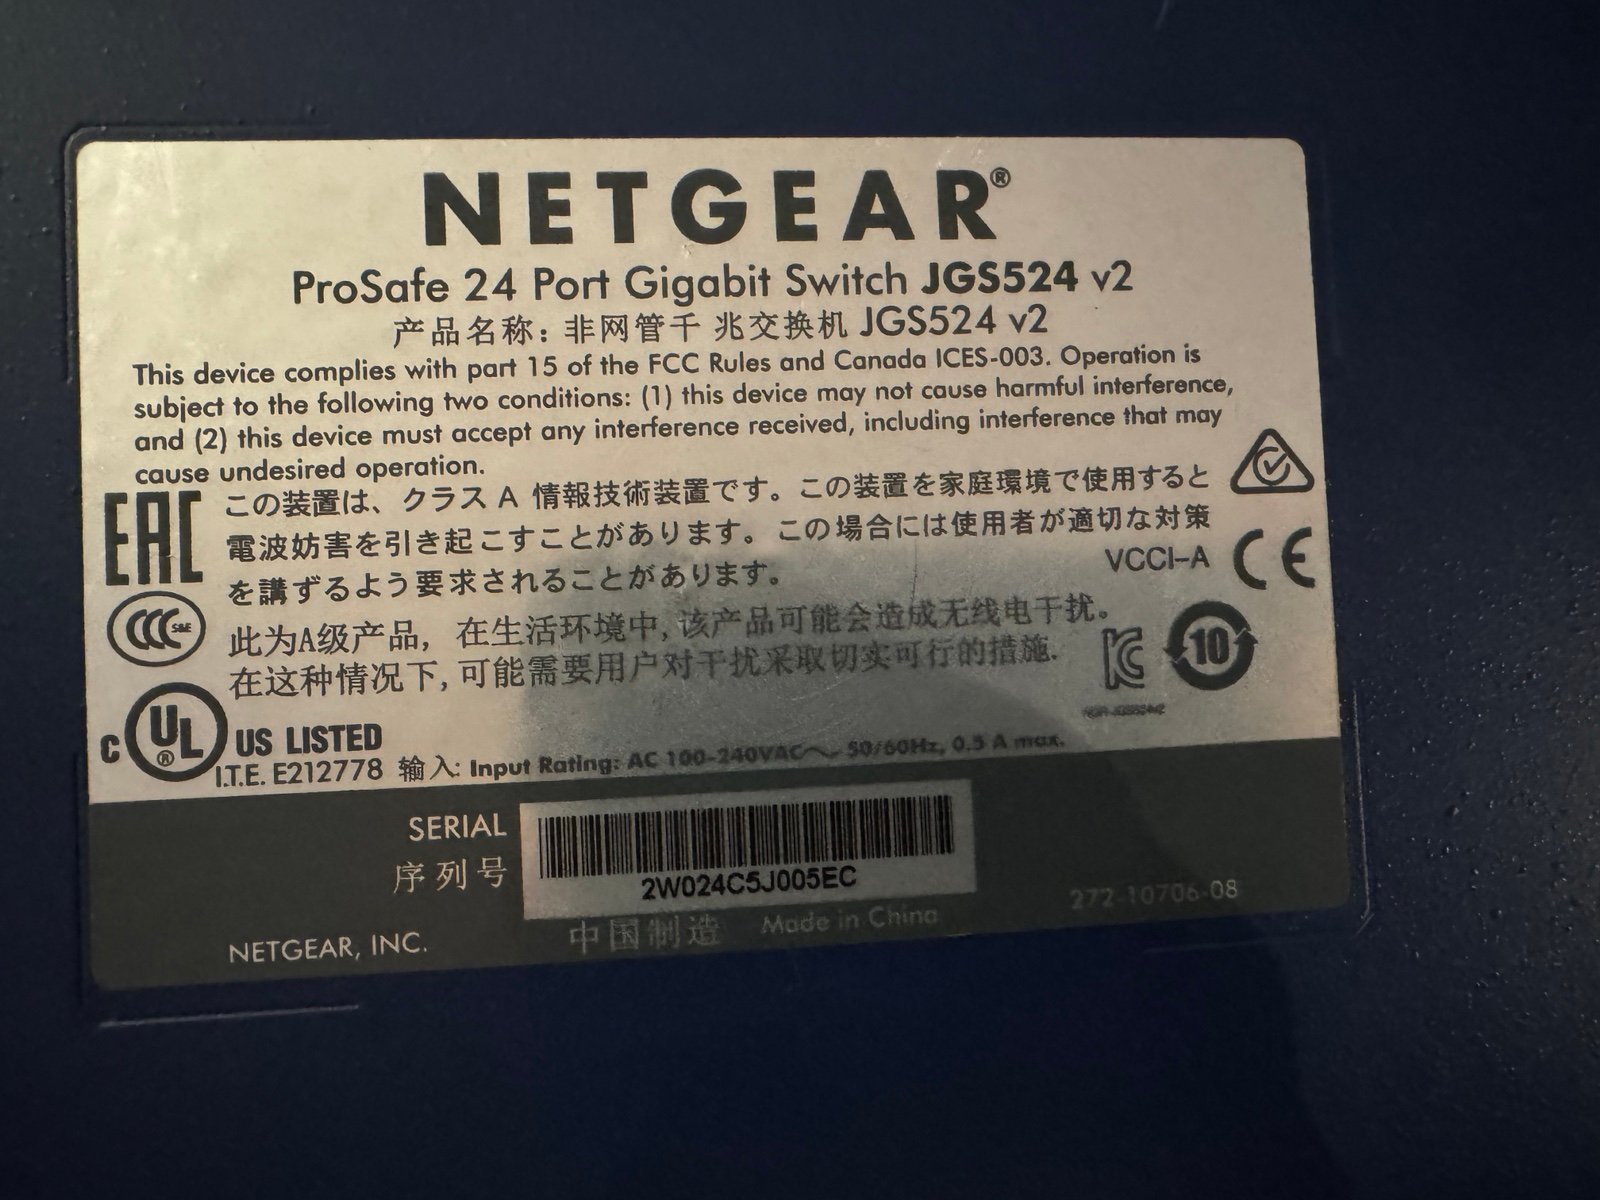 NETGEAR®
ProSafe 24 Port Gigabit Switch JGS524 v2
产品名称: 非网管千 兆交换机 JGS524 v2
This device complies with part 15 of the FCC Rules and Canada ICES-003. Operation is
subject to the following two conditions: (1) this device may not cause harmful interference,
and (2) this device must accept any interference received, including interference that may
cause undesired operation.
EAC
この装置は、クラス A 情報技術装置です。この装置を家庭環境で使用すると
電波妨害を引き起こすことがあります。この場合には使用者が適切な対策
を講ずるよう要求されることがあります。
VCCI-A
CE
CCC S&E
此为A级产品, 在生活环境中, 该产品可能会造成无线电干扰。
在这种情况下, 可能需要用户对干扰采取切实可行的措施.
KC
10
C UL® US LISTED
I.T.E. E212778 输入: Input Rating: AC 100-240VAC～ 50/60Hz, 0.5 A max.
SERIAL
序列号
2W024C5J005EC
272-10706-08
中国制造 Made in China
NETGEAR, INC.